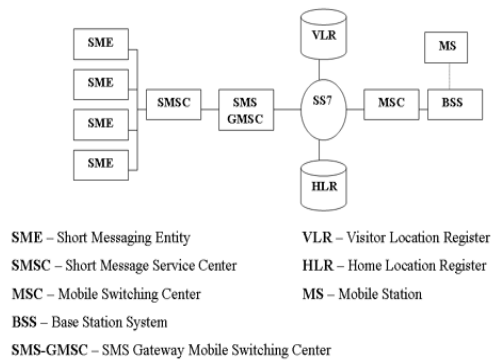 SME
SME
SME
SME
SMSC
SMS
GMSC
VLR
SS7
HLR
MSC
MS
BSS
SME – Short Messaging Entity
SMSC – Short Message Service Center
MSC – Mobile Switching Center
BSS – Base Station System
SMS-GMSC – SMS Gateway Mobile Switching Center
VLR – Visitor Location Register
HLR – Home Location Register
MS – Mobile Station